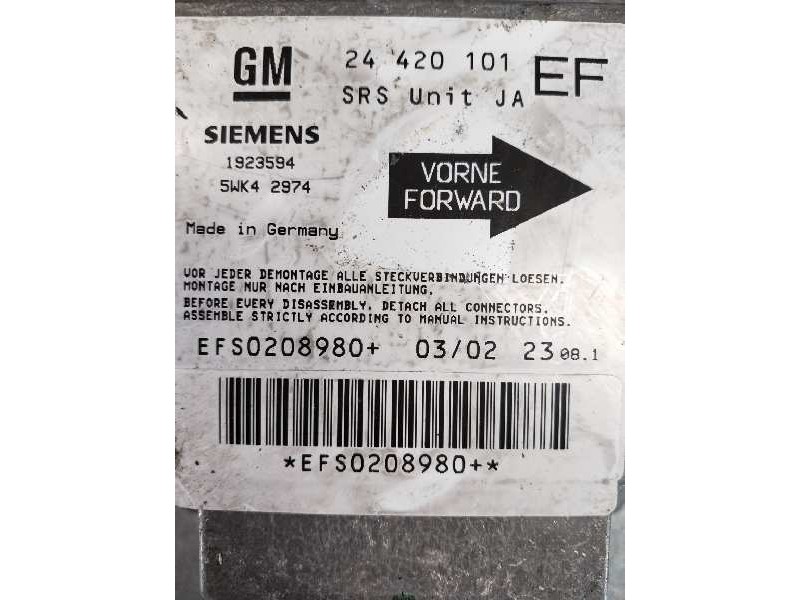 GM
24 420 101 EF
SRS Unit JA
SIEMENS
1923594
5WK4 2974
VORNE
FORWARD
Made in Germany
VOR JEDER DEMONTAGE ALLE STECKVERBINDUNGEN LOESEN.
MONTAGE NUR NACH EINBAUANLEITUNG.
BEFORE EVERY DISASSEMBLY, DETACH ALL CONNECTORS.
ASSEMBLE STRICTLY ACCORDING TO MANUAL INSTRUCTIONS.
EFS0208980+ 03/02 23 08.1
*EFS0208980+*